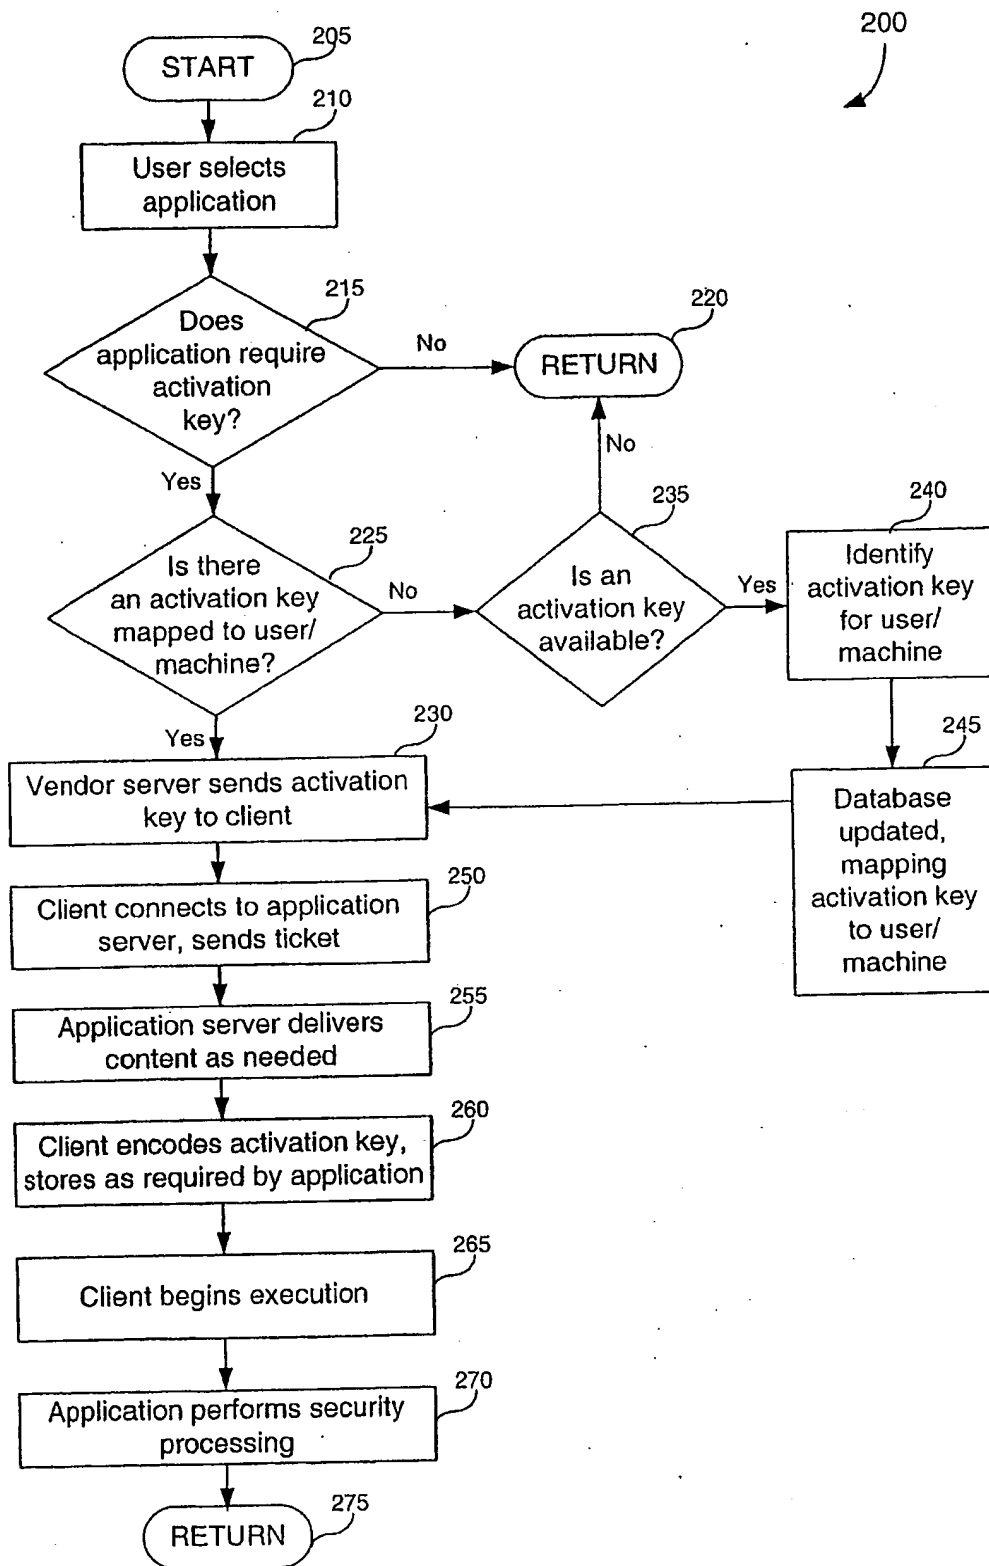 200
205
START
210
User selects
application
215
Does
application require
activation
key?
No
220
RETURN
Yes
No
225
Is there
an activation key
mapped to user/
machine?
No
235
Is an
activation key
available?
Yes
240
Identify
activation key
for user/
machine
Yes
230
Vendor server sends activation
key to client
245
Database
updated,
mapping
activation key
to user/
machine
250
Client connects to application
server, sends ticket
255
Application server delivers
content as needed
260
Client encodes activation key,
stores as required by application
265
Client begins execution
270
Application performs security
processing
275
RETURN